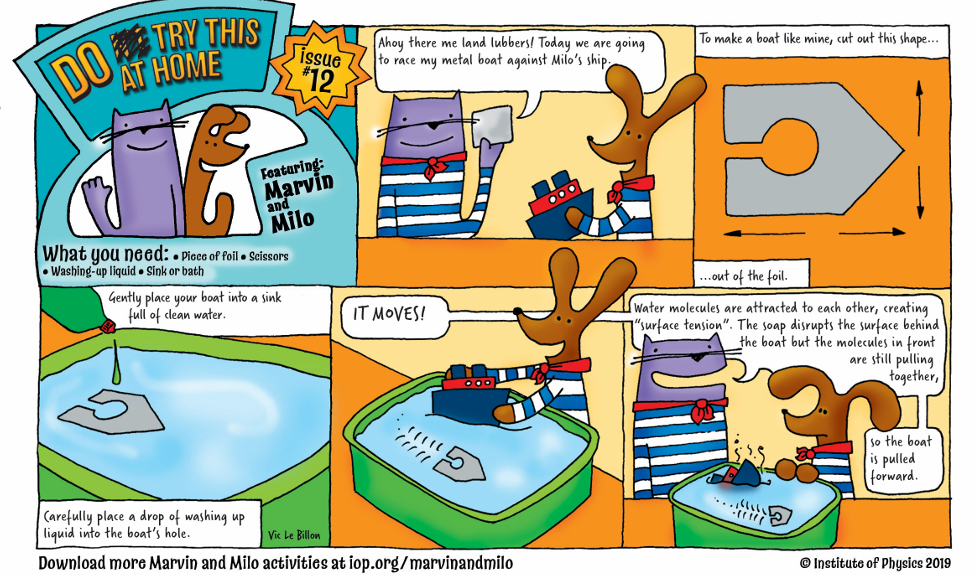 DO TRY THIS
AT HOME
issue
#12
Featuring:
Marvin
and
Milo
What you need: • Piece of foil • Scissors
• Washing-up liquid • Sink or bath
Ahoy there me land lubbers! Today we are going
to race my metal boat against Milo's ship.
To make a boat like mine, cut out this shape...
...out of the foil.
Gently place your boat into a sink
full of clean water.
Carefully place a drop of washing up
liquid into the boat's hole.
Vic Le Billon
IT MOVES!
Water molecules are attracted to each other, creating
"surface tension". The soap disrupts the surface behind
the boat but the molecules in front
are still pulling
together,
so the boat
is pulled
forward.
Download more Marvin and Milo activities at iop.org/marvinandmilo
© Institute of Physics 2019